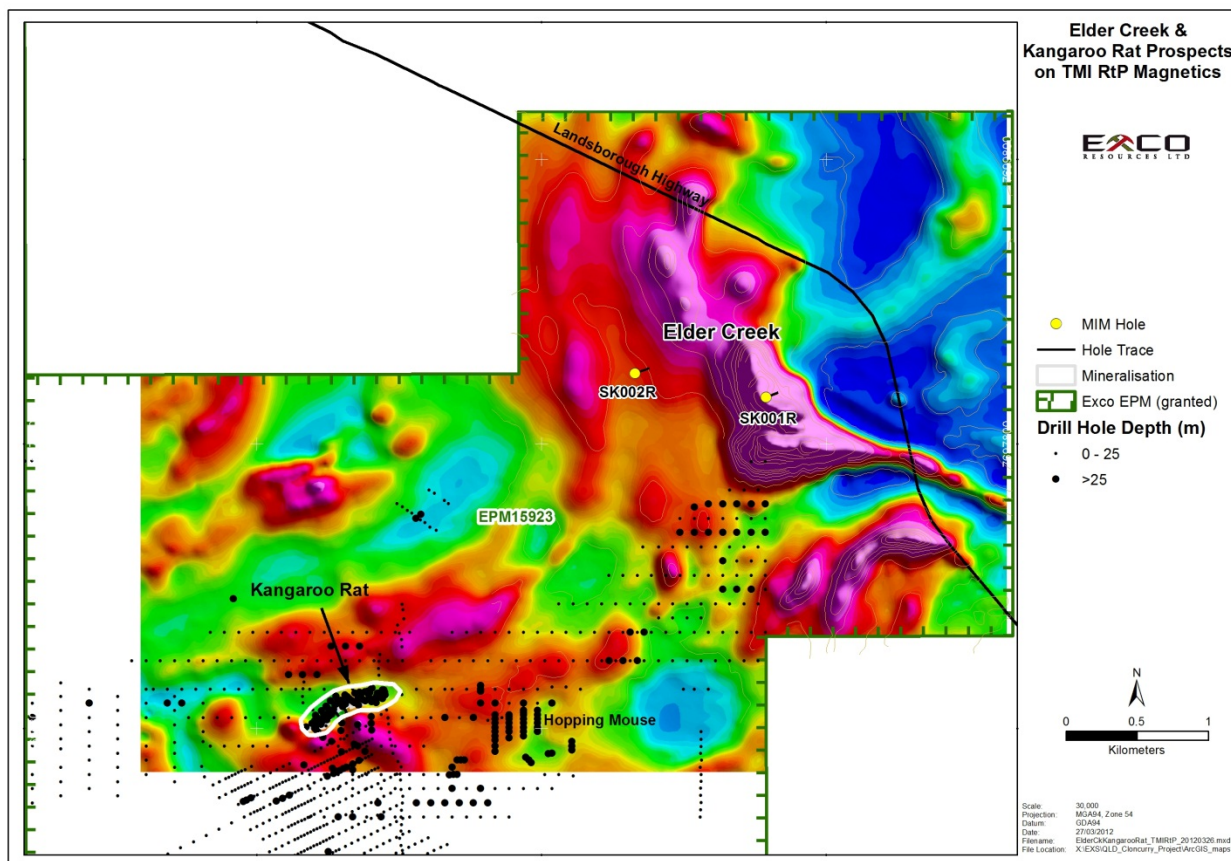 Elder Creek &
Kangaroo Rat Prospects
on TMI RtP Magnetics
EXCO
RESOURCES LTD
Landsborough Highway
Elder Creek
SK002R
SK001R
EPM15923
Kangaroo Rat
Hopping Mouse
MIM Hole
Hole Trace
Mineralisation
Exco EPM (granted)
Drill Hole Depth (m)
0 - 25
>25
N
0 0.5 1
Kilometers
Scale: 30,000
Projection: MGA94, Zone 54
Datum: GDA94
Date: 27/03/2012
Filename: ElderCkKangarooRat_TMIRtP_20120326.mxd